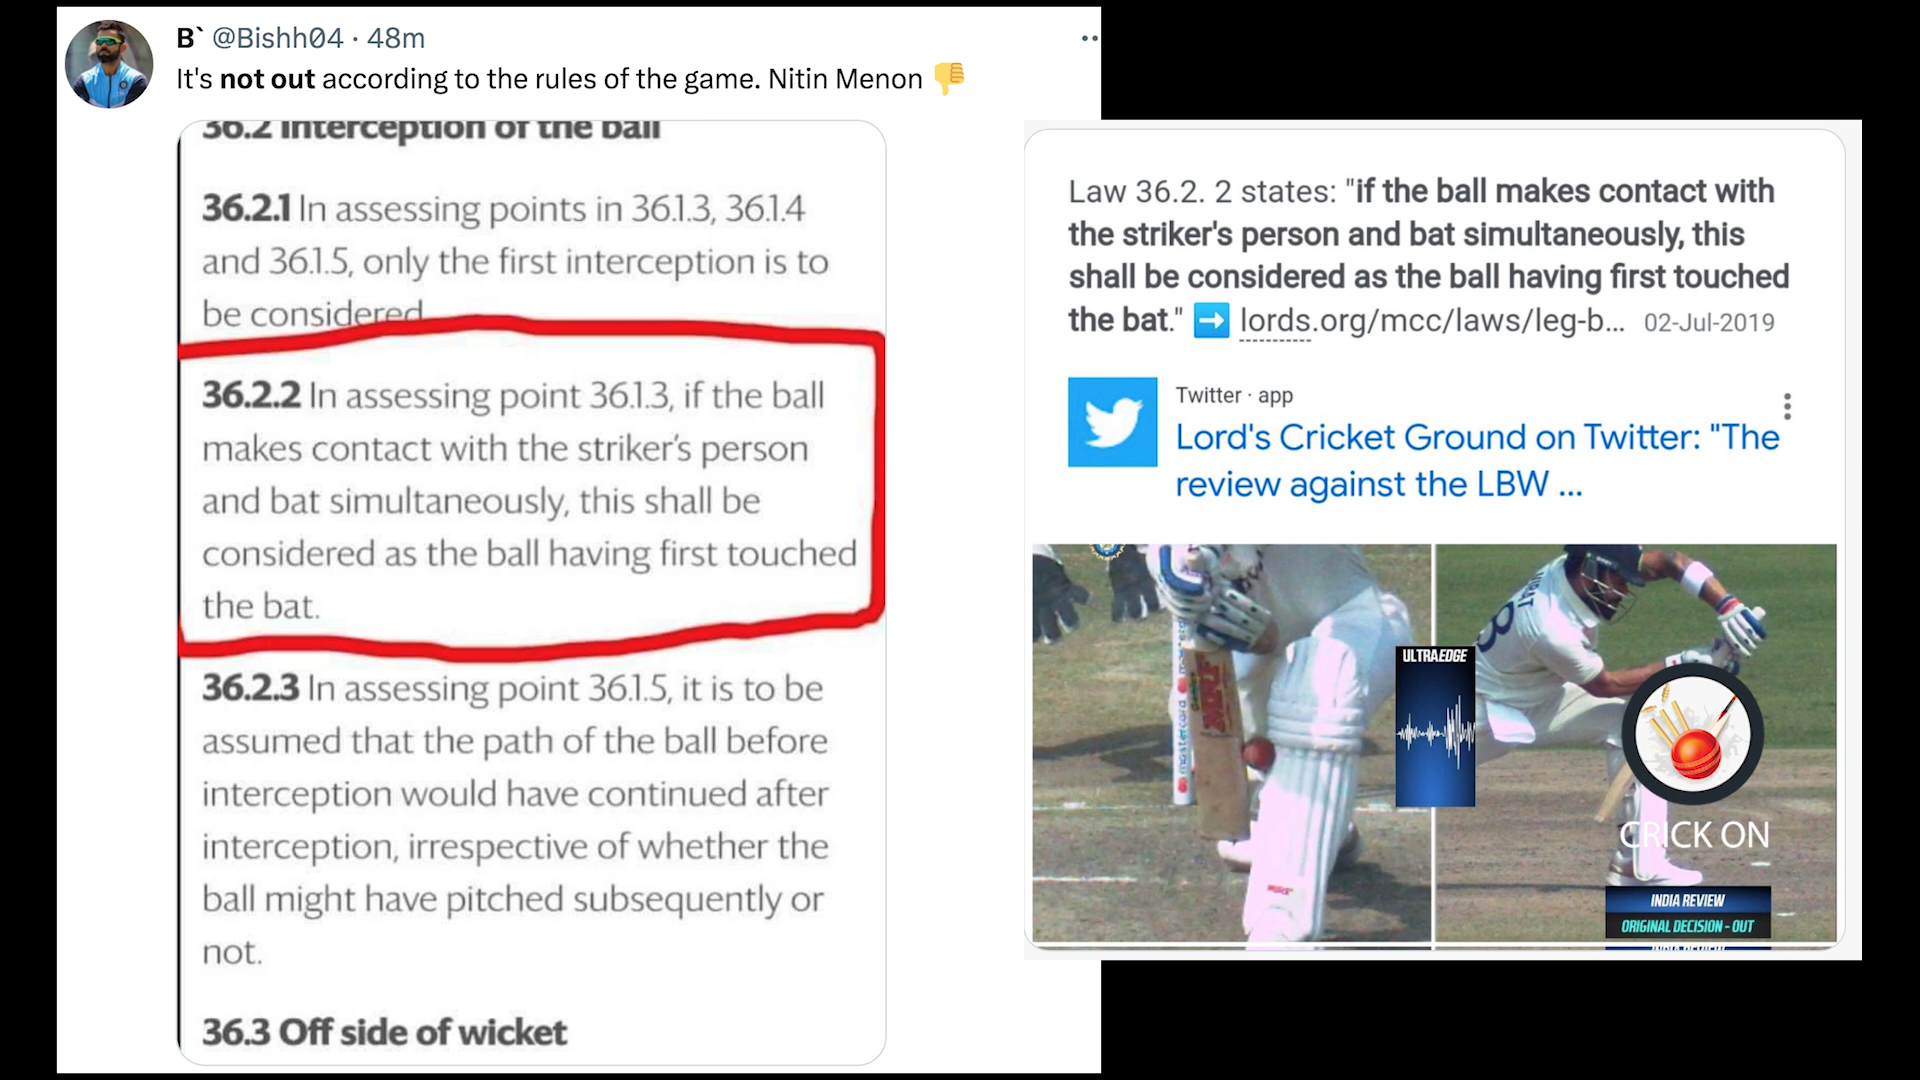 B` @Bishh04 · 48m
It's not out according to the rules of the game. Nitin Menon 👎
36.2 Interception of the ball
36.2.1 In assessing points in 36.1.3, 36.1.4
and 36.1.5, only the first interception is to
be considered
36.2.2 In assessing point 36.1.3, if the ball
makes contact with the striker's person
and bat simultaneously, this shall be
considered as the ball having first touched
the bat.
36.2.3 In assessing point 36.1.5, it is to be
assumed that the path of the ball before
interception would have continued after
interception, irrespective of whether the
ball might have pitched subsequently or
not.
36.3 Off side of wicket
Law 36.2. 2 states: "if the ball makes contact with
the striker's person and bat simultaneously, this
shall be considered as the ball having first touched
the bat." ➡️ lords.org/mcc/laws/leg-b... 02-Jul-2019
Twitter · app
Lord's Cricket Ground on Twitter: "The
review against the LBW ...
ULTRAEDGE
mastercard
MRF
VIRAT
CRICK ON
INDIA REVIEW
ORIGINAL DECISION - OUT